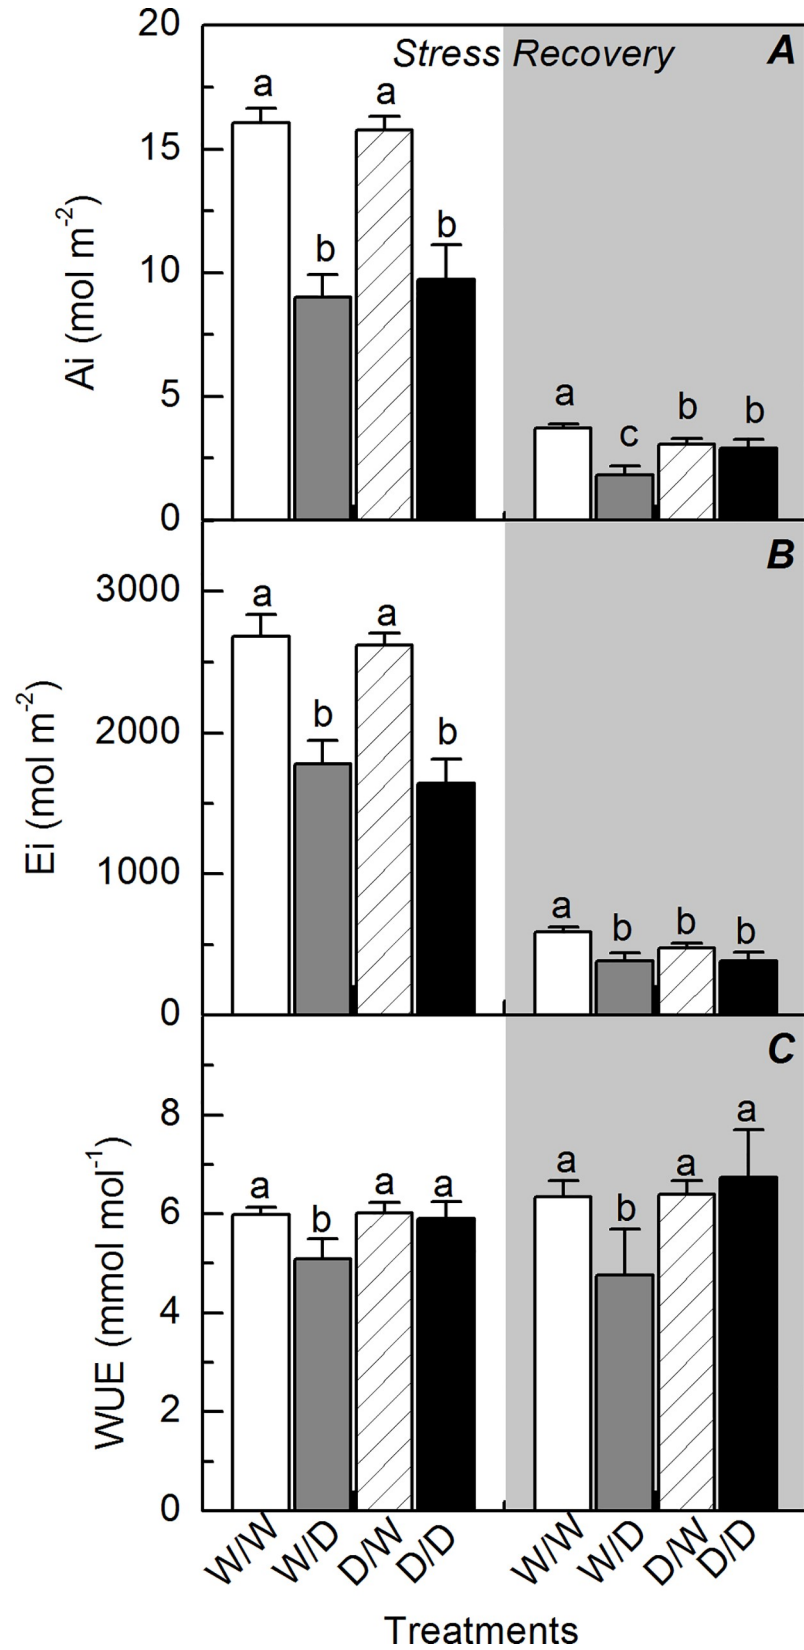 Stress Recovery A
20
15
10
5
0
Ai (mol m⁻²)
a b a b a c b b
B
3000
2000
1000
0
Ei (mol m⁻²)
a b a b a b b b
C
8
6
4
2
0
WUE (mmol mol⁻¹)
a b a a a b a a
W/W W/D D/W D/D W/W W/D D/W D/D
Treatments